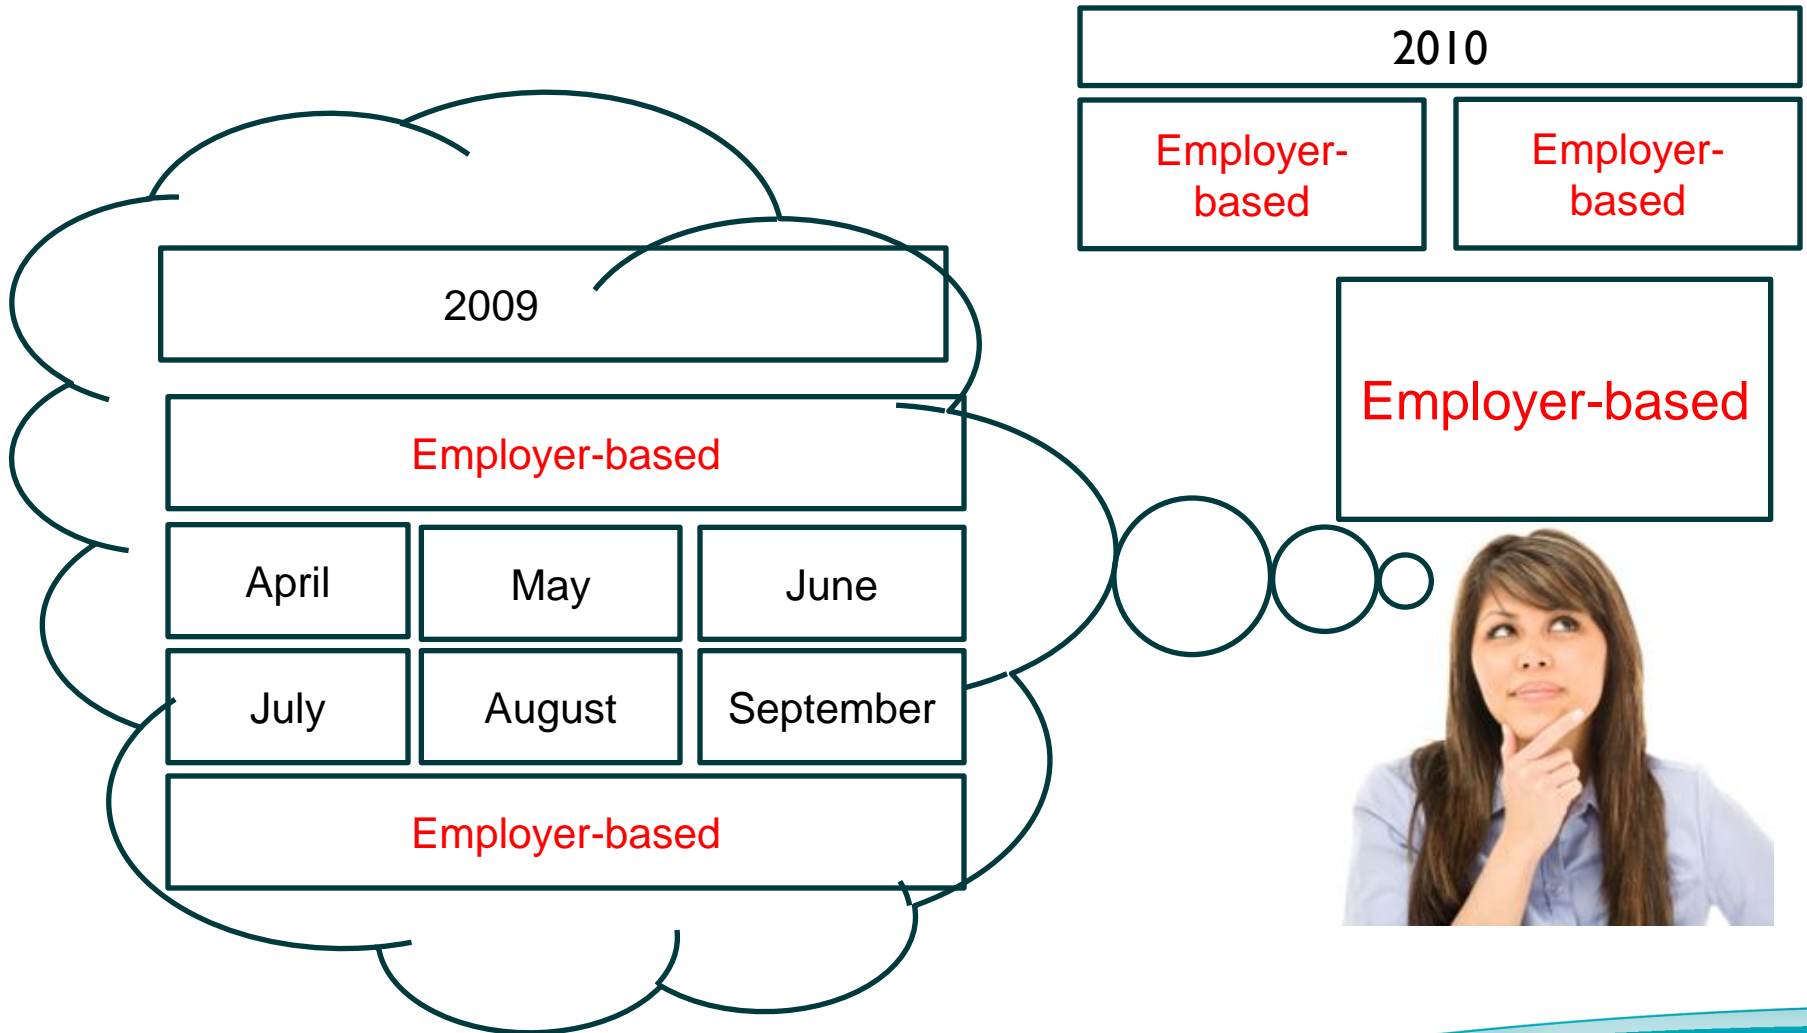 2010
Employer-
based
Employer-
based
Employer-based
2009
Employer-based
April
May
June
July
August
September
Employer-based